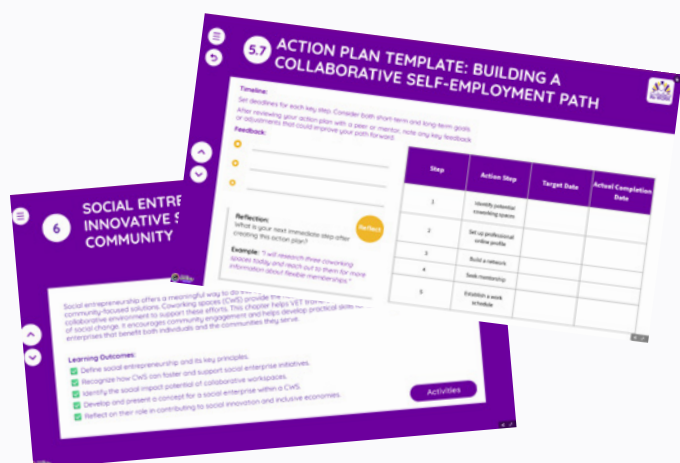 5.7
ACTION PLAN TEMPLATE: BUILDING A
COLLABORATIVE SELF-EMPLOYMENT PATH
Timeline:
Set deadlines for each key step. Consider both short-term and long-term goals
After reviewing your action plan with a peer or mentor, note any key feedback
or adjustments that could improve your path forward.
Feedback:
Reflection:
What is your next immediate step after
creating this action plan?
Reflect
Example: "I will research three coworking
spaces today and reach out to them for more
information about flexible memberships."
Step Action Step Target Date Actual Completion
Date
1 Identify potential
coworking spaces
2 Set up professional
online profile
3 Build a network
4 Seek mentorship
5 Establish a work
schedule
6
SOCIAL ENTRE
INNOVATIVE S
COMMUNITY
Social entrepreneurship offers a meaningful way to do
community-focused solutions. Coworking spaces (CWS) provide the
collaborative environment to support these efforts. This chapter helps VET
of social change. It encourages community engagement and helps develop practical skills
enterprises that benefit both individuals and the communities they serve.
Learning Outcomes:
Define social entrepreneurship and its key principles.
Recognize how CWS can foster and support social enterprise initiatives.
Identify the social impact potential of collaborative workspaces.
Develop and present a concept for a social enterprise within a CWS.
Reflect on their role in contributing to social innovation and inclusive economies.
Activities